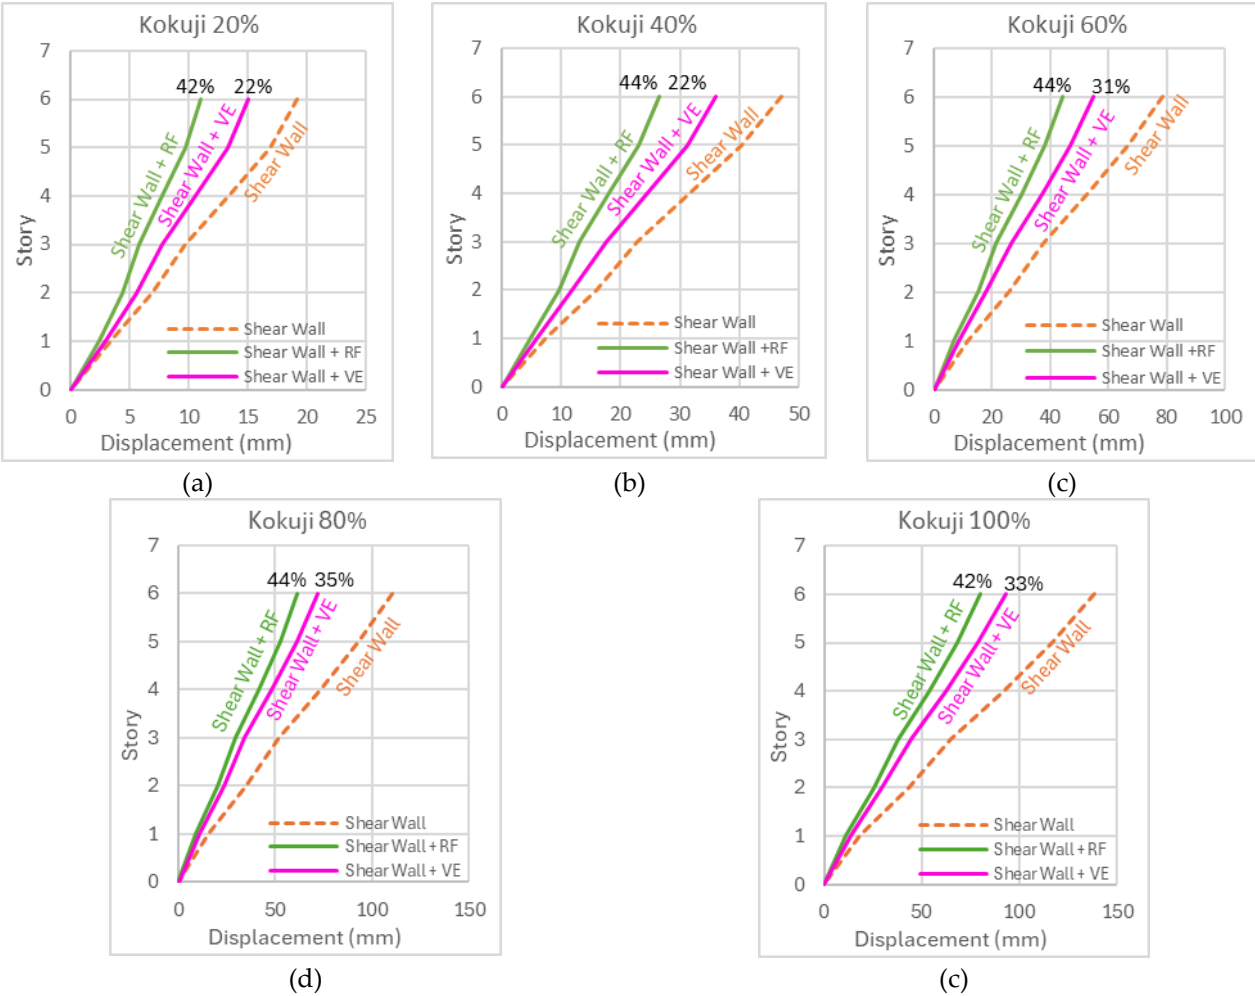 Kokuji 20%
7
6
5
4
3
2
1
0
Story
42%
22%
Shear Wall + RF
Shear Wall + VE
Shear Wall
Shear Wall
Shear Wall + RF
Shear Wall + VE
0 5 10 15 20 25
Displacement (mm)
(a)
Kokuji 40%
7
6
5
4
3
2
1
0
Story
44%
22%
Shear Wall + RF
Shear Wall + VE
Shear Wall
Shear Wall
Shear Wall +RF
Shear Wall + VE
0 10 20 30 40 50
Displacement (mm)
(b)
Kokuji 60%
7
6
5
4
3
2
1
0
Story
44%
31%
Shear Wall + RF
Shear Wall + VE
Shear Wall
Shear Wall
Shear Wall +RF
Shear Wall + VE
0 20 40 60 80 100
Displacement (mm)
(c)
Kokuji 80%
7
6
5
4
3
2
1
0
Story
44%
35%
Shear Wall + RF
Shear Wall + VE
Shear Wall
Shear Wall
Shear Wall +RF
Shear Wall + VE
0 50 100 150
Displacement (mm)
(d)
Kokuji 100%
7
6
5
4
3
2
1
0
Story
42%
33%
Shear Wall + RF
Shear Wall + VE
Shear Wall
Shear Wall
Shear Wall +RF
Shear Wall + VE
0 50 100 150
Displacement (mm)
(c)